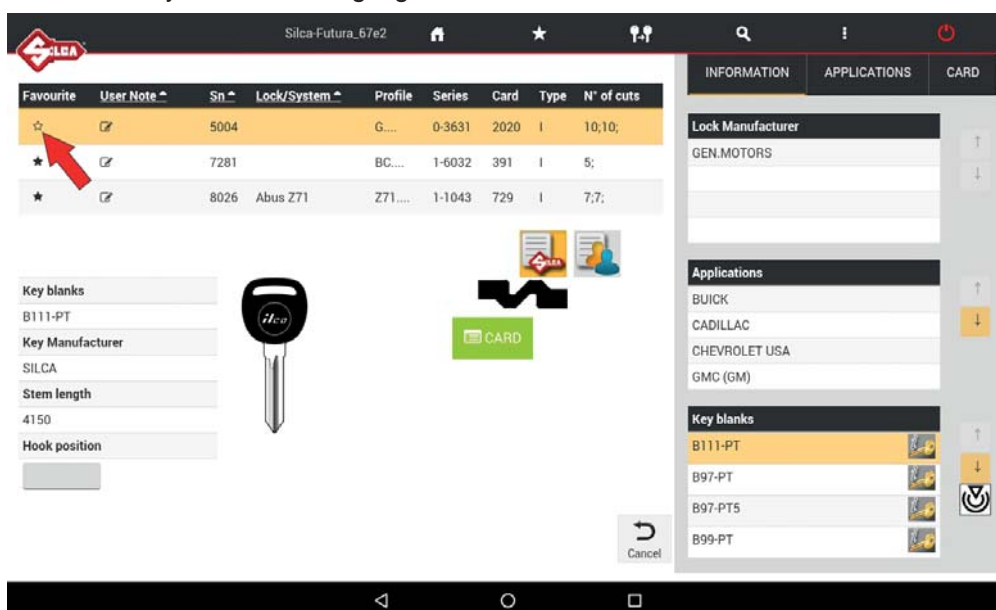 SILCA
Silca-Futura_67e2
INFORMATION APPLICATIONS CARD
Favourite User Note Sn Lock/System Profile Series Card Type N° of cuts
5004 G.... 0-3631 2020 I 10;10;
7281 BC.... 1-6032 391 I 5;
8026 Abus Z71 Z71.... 1-1043 729 I 7;7;
Lock Manufacturer
GEN.MOTORS
SILCA
Key blanks
B111-PT
Key Manufacturer
SILCA
Stem length
4150
Hook position
ilco
CARD
Applications
BUICK
CADILLAC
CHEVROLET USA
GMC (GM)
Key blanks
B111-PT
B97-PT
B97-PT5
B99-PT
Cancel